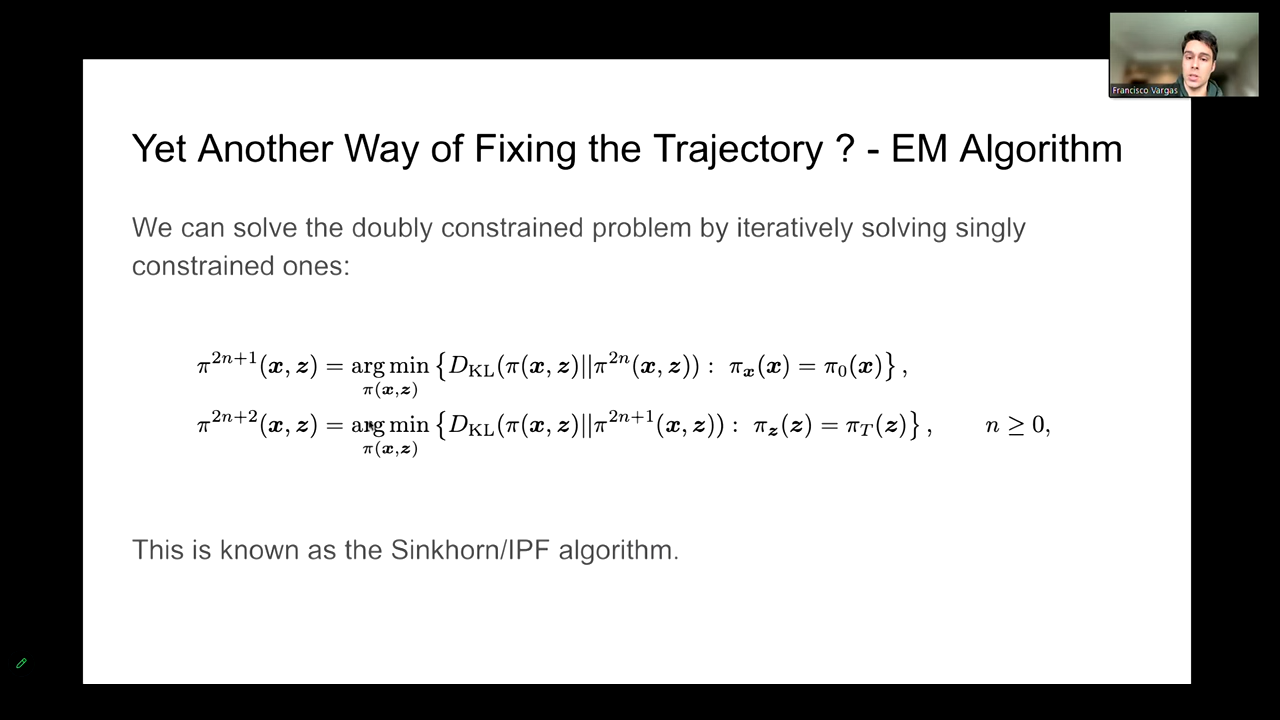 Francisco Vargas
Yet Another Way of Fixing the Trajectory ? - EM Algorithm
We can solve the doubly constrained problem by iteratively solving singly
constrained ones:
π^{2n+1}(x, z) = arg min_{π(x,z)} {D_KL(π(x, z)||π^{2n}(x, z)) : π_x(x) = π_0(x)} ,
π^{2n+2}(x, z) = arg min_{π(x,z)} {D_KL(π(x, z)||π^{2n+1}(x, z)) : π_z(z) = π_T(z)} , n ≥ 0,
This is known as the Sinkhorn/IPF algorithm.